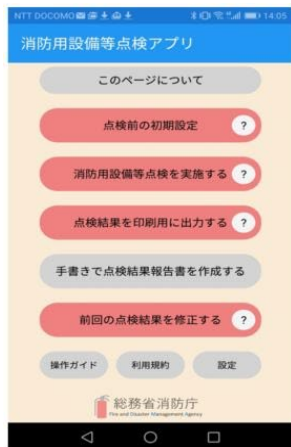 NTT DOCOMO 14:05
消防用設備等点検アプリ
このページについて
点検前の初期設定 ?
消防用設備等点検を実施する ?
点検結果を印刷用に出力する ?
手書きで点検結果報告書を作成する
前回の点検結果を修正する ?
操作ガイド 利用規約 設定
総務省消防庁
Fire and Disaster Management Agency